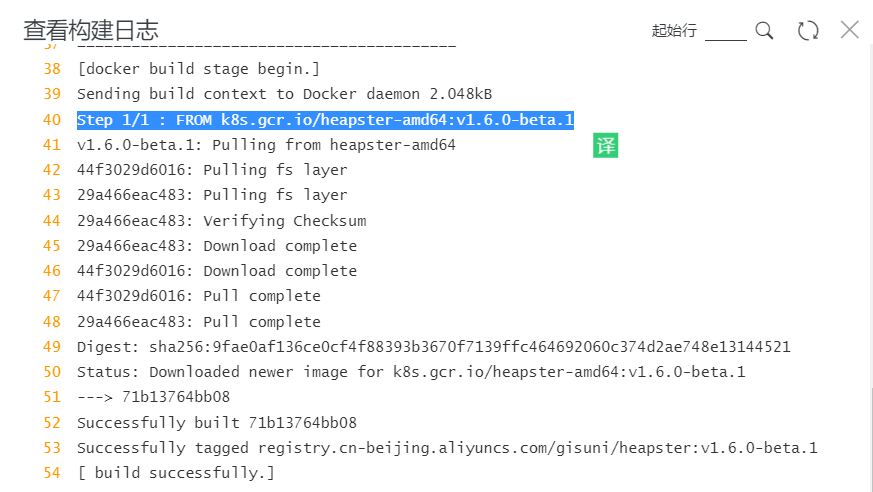 查看构建日志
起始行
37 ------------------------------------------
38 [docker build stage begin.]
39 Sending build context to Docker daemon 2.048kB
40 Step 1/1 : FROM k8s.gcr.io/heapster-amd64:v1.6.0-beta.1
41 v1.6.0-beta.1: Pulling from heapster-amd64
译
42 44f3029d6016: Pulling fs layer
43 29a466eac483: Pulling fs layer
44 29a466eac483: Verifying Checksum
45 29a466eac483: Download complete
46 44f3029d6016: Download complete
47 44f3029d6016: Pull complete
48 29a466eac483: Pull complete
49 Digest: sha256:9fae0af136ce0cf4f88393b3670f7139ffc464692060c374d2ae748e13144521
50 Status: Downloaded newer image for k8s.gcr.io/heapster-amd64:v1.6.0-beta.1
51 ---> 71b13764bb08
52 Successfully built 71b13764bb08
53 Successfully tagged registry.cn-beijing.aliyuncs.com/gisuni/heapster:v1.6.0-beta.1
54 [ build successfully.]